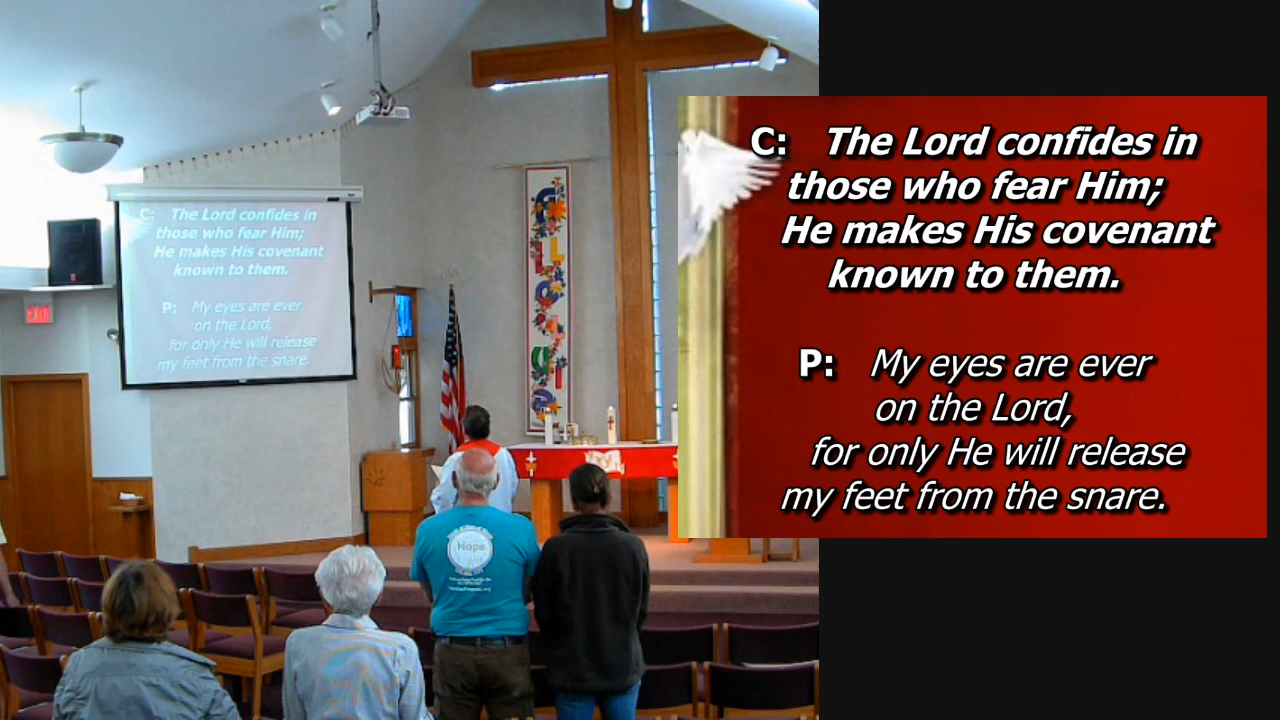 C: The Lord confides in
those who fear Him;
He makes His covenant
known to them.
P: My eyes are ever
on the Lord,
for only He will release
my feet from the snare.
C: The Lord confides in
those who fear Him;
He makes His covenant
known to them.
P: My eyes are ever
on the Lord,
for only He will release
my feet from the snare.
Hope